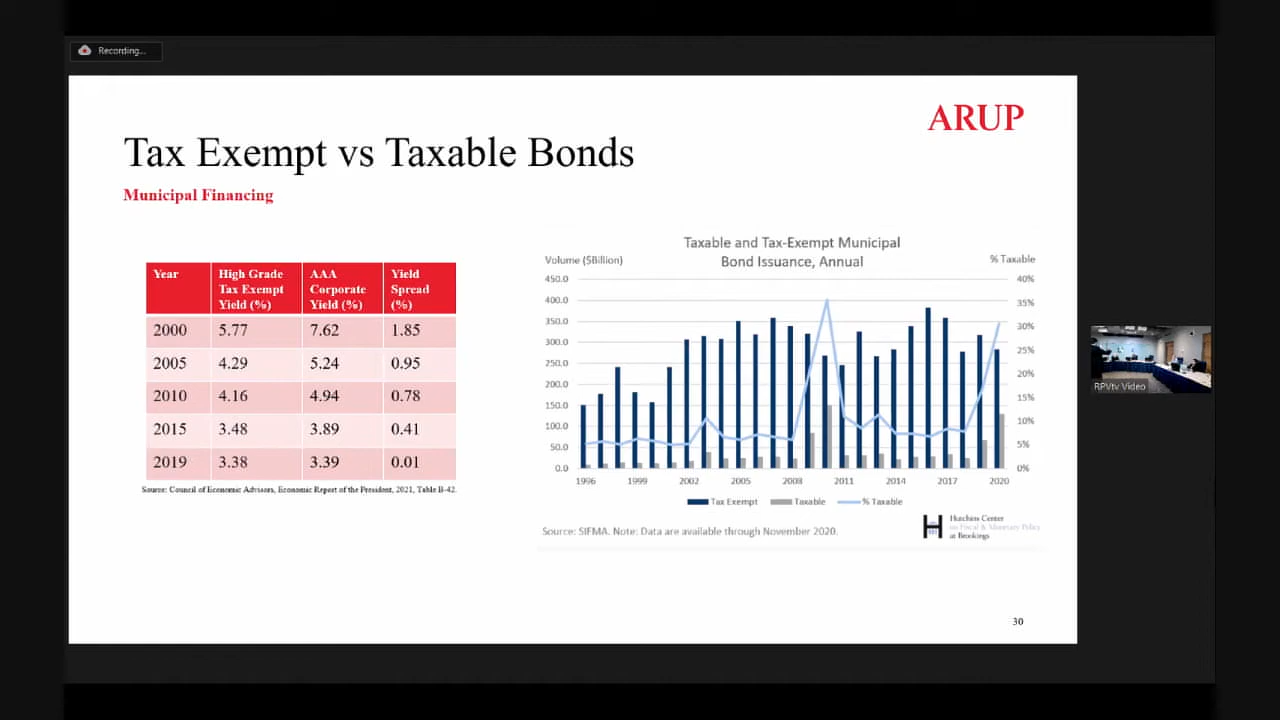 Recording...
ARUP
Tax Exempt vs Taxable Bonds
Municipal Financing
Year
High Grade
Tax Exempt
Yield (%)
AAA
Corporate
Yield (%)
Yield
Spread
(%)
2000 5.77 7.62 1.85
2005 4.29 5.24 0.95
2010 4.16 4.94 0.78
2015 3.48 3.89 0.41
2019 3.38 3.39 0.01
Source: Council of Economic Advisors, Economic Report of the President, 2021, Table B-42.
Taxable and Tax-Exempt Municipal
Bond Issuance, Annual
Volume ($Billion)
% Taxable
450.0
400.0
350.0
300.0
250.0
200.0
150.0
100.0
50.0
0.0
40%
35%
30%
25%
20%
15%
10%
5%
0%
1996 1999 2002 2005 2008 2011 2014 2017 2020
Tax Exempt Taxable % Taxable
Source: SIFMA. Note: Data are available through November 2020.
H
Hutchins Center
on Fiscal & Monetary Policy
at Brookings
30
RPVtv Video